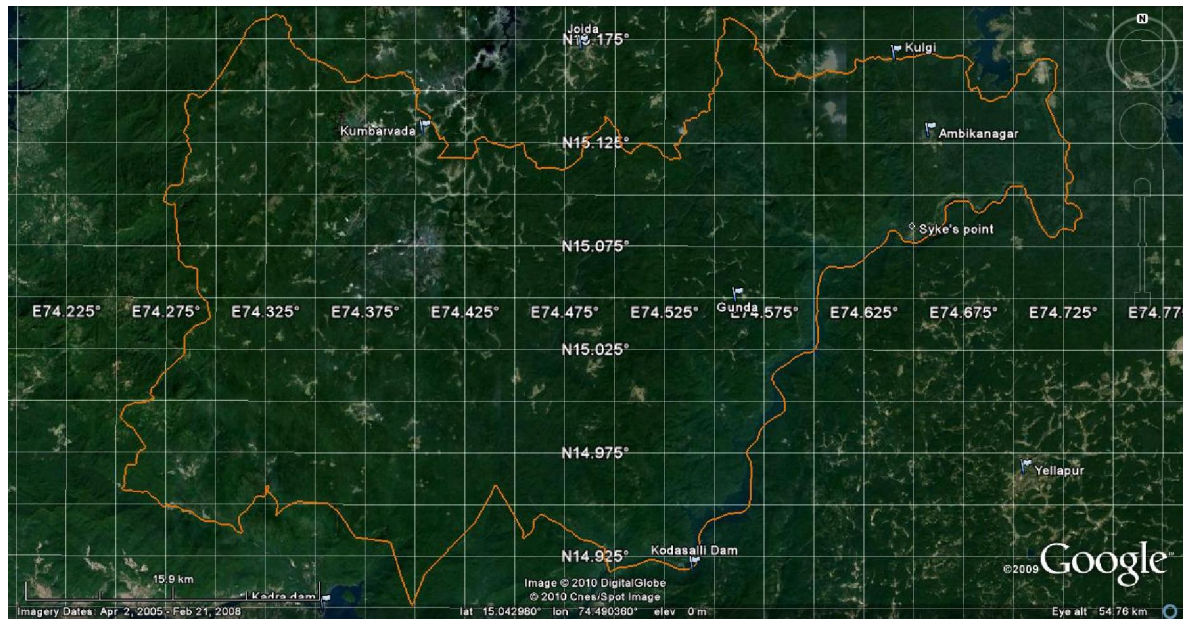 N
Joida
N15.175°
Kulgi
Kumbarvada
Ambikanagar
N15.125°
Syke's point
N15.075°
Gunda
E74.225° E74.275° E74.325° E74.375° E74.425° E74.475° E74.525° E74.575° E74.625° E74.675° E74.725° E74.77
N15.025°
N14.975°
Yellapur
Kodasalli Dam
N14.925°
15.9 km
Kadra dam
Image © 2010 DigitalGlobe
© 2010 Cnes/Spot Image
©2009 Google™
Imagery Dates: Apr 2, 2005 - Feb 21, 2008
lat 15.042980° lon 74.490360° elev 0 m
Eye alt 54.76 km